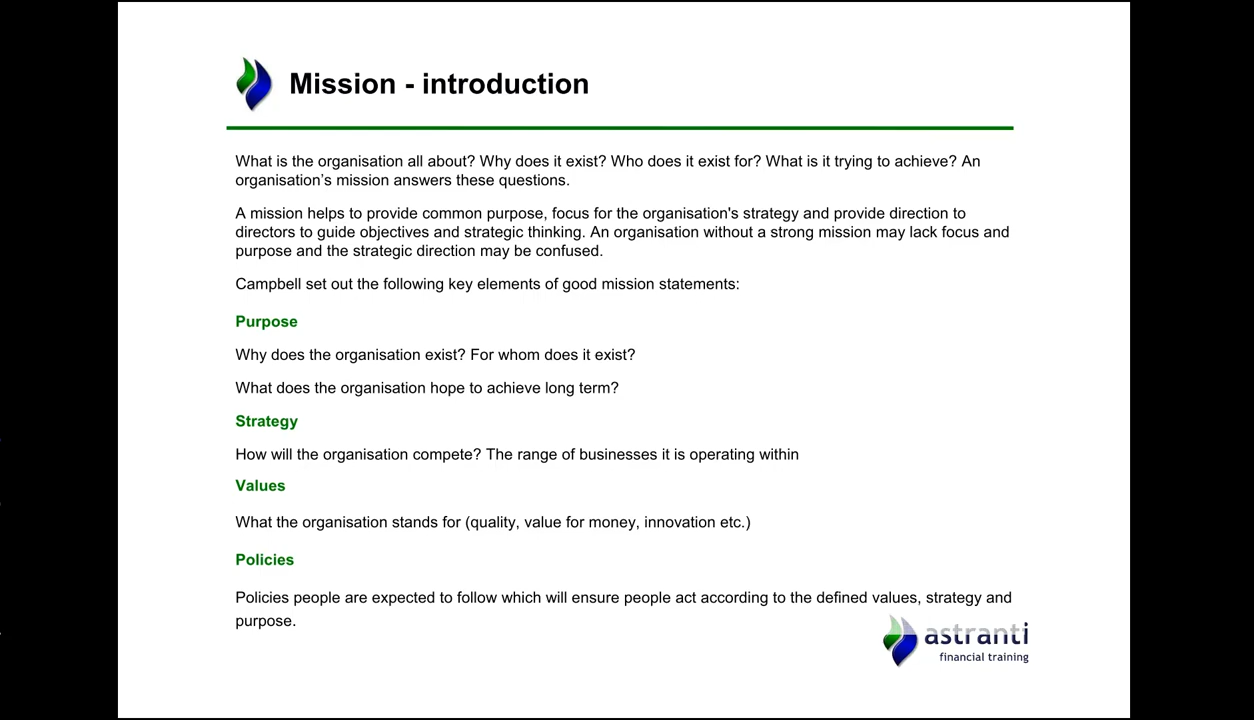 Mission - introduction
What is the organisation all about? Why does it exist? Who does it exist for? What is it trying to achieve? An
organisation's mission answers these questions.
A mission helps to provide common purpose, focus for the organisation's strategy and provide direction to
directors to guide objectives and strategic thinking. An organisation without a strong mission may lack focus and
purpose and the strategic direction may be confused.
Campbell set out the following key elements of good mission statements:
Purpose
Why does the organisation exist? For whom does it exist?
What does the organisation hope to achieve long term?
Strategy
How will the organisation compete? The range of businesses it is operating within
Values
What the organisation stands for (quality, value for money, innovation etc.)
Policies
Policies people are expected to follow which will ensure people act according to the defined values, strategy and
purpose.
astranti
financial training